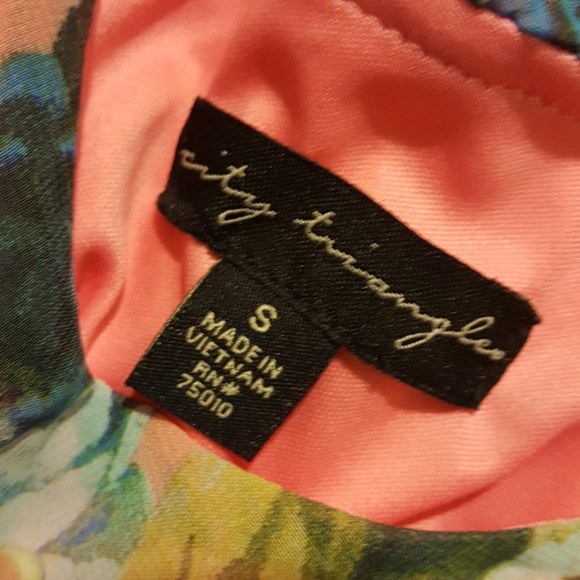 city triangles
S
MADE IN
VIETNAM
RN#
75010